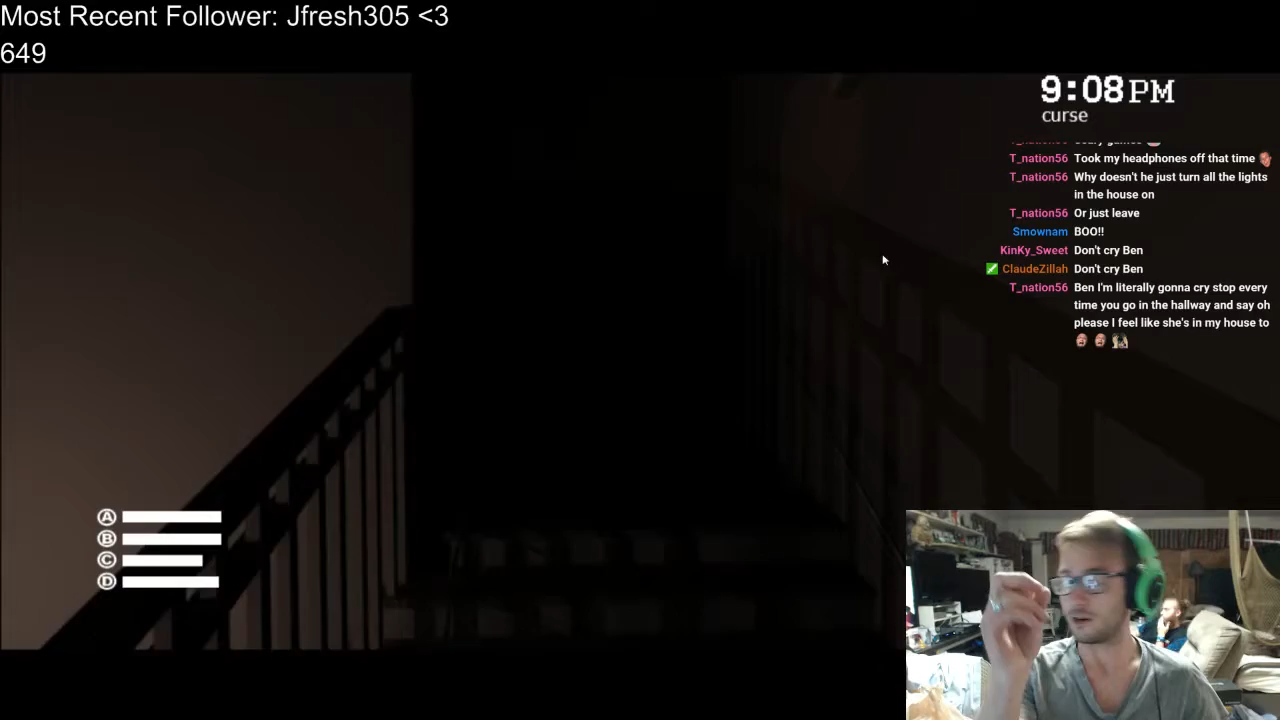 Most Recent Follower: Jfresh305 <3
649
9:08PM
curse
T_nation56 Took my headphones off that time
T_nation56 Why doesn't he just turn all the lights
in the house on
T_nation56 Or just leave
Smownam BOO!!
KinKy_Sweet Don't cry Ben
ClaudeZillah Don't cry Ben
T_nation56 Ben I'm literally gonna cry stop every
time you go in the hallway and say oh
please I feel like she's in my house to
A
B
C
D